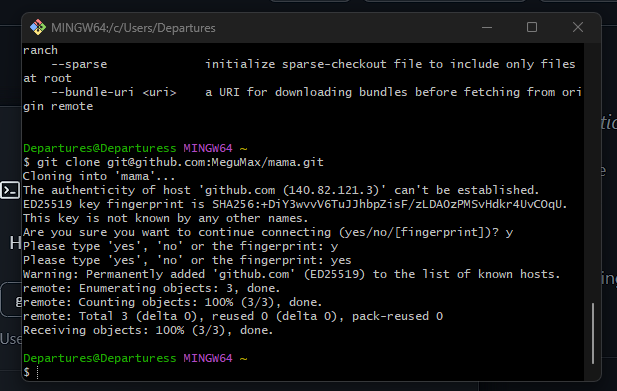 MINGW64:/c/Users/Departures
ranch
--sparse initialize sparse-checkout file to include only files
at root
--bundle-uri <uri> a URI for downloading bundles before fetching from ori
gin remote
Departures@Departuress MINGW64 ~
$ git clone git@github.com:MeguMax/mama.git
Cloning into 'mama'...
The authenticity of host 'github.com (140.82.121.3)' can't be established.
ED25519 key fingerprint is SHA256:+DiY3wvvV6TuJJhbpZisF/zLDA0zPMSvHdkr4UvCOqU.
This key is not known by any other names.
Are you sure you want to continue connecting (yes/no/[fingerprint])? y
Please type 'yes', 'no' or the fingerprint: y
Please type 'yes', 'no' or the fingerprint: yes
Warning: Permanently added 'github.com' (ED25519) to the list of known hosts.
remote: Enumerating objects: 3, done.
remote: Counting objects: 100% (3/3), done.
remote: Total 3 (delta 0), reused 0 (delta 0), pack-reused 0
Receiving objects: 100% (3/3), done.
Departures@Departuress MINGW64 ~
$